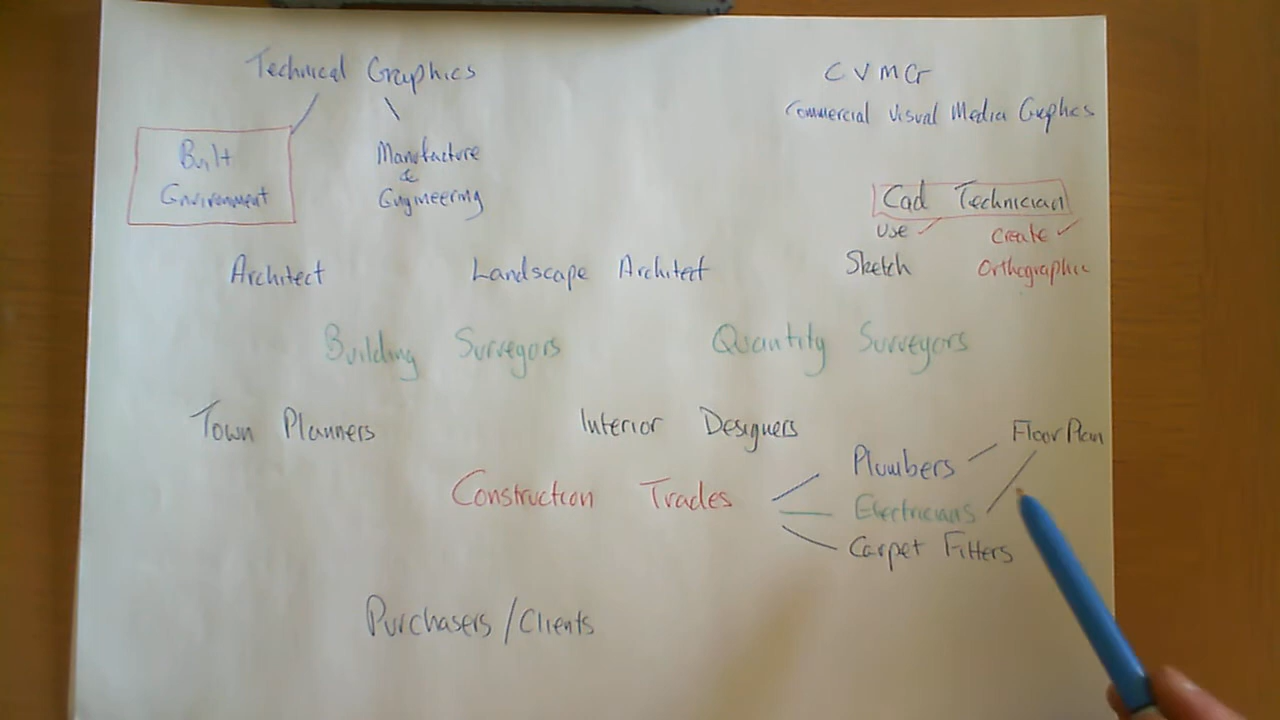 Technical Graphics
CVMG
Commercial Visual Media Graphics
Built
Environment
Manufacture
&
Engineering
Cad Technician
Use ✓ Create ✓
Sketch Orthographic
Architect Landscape Architect
Building Surveyors Quantity Surveyors
Town Planners Interior Designers
Floor Plan
Plumbers
Construction Trades
Electricians
Carpet Fitters
Purchasers/Clients